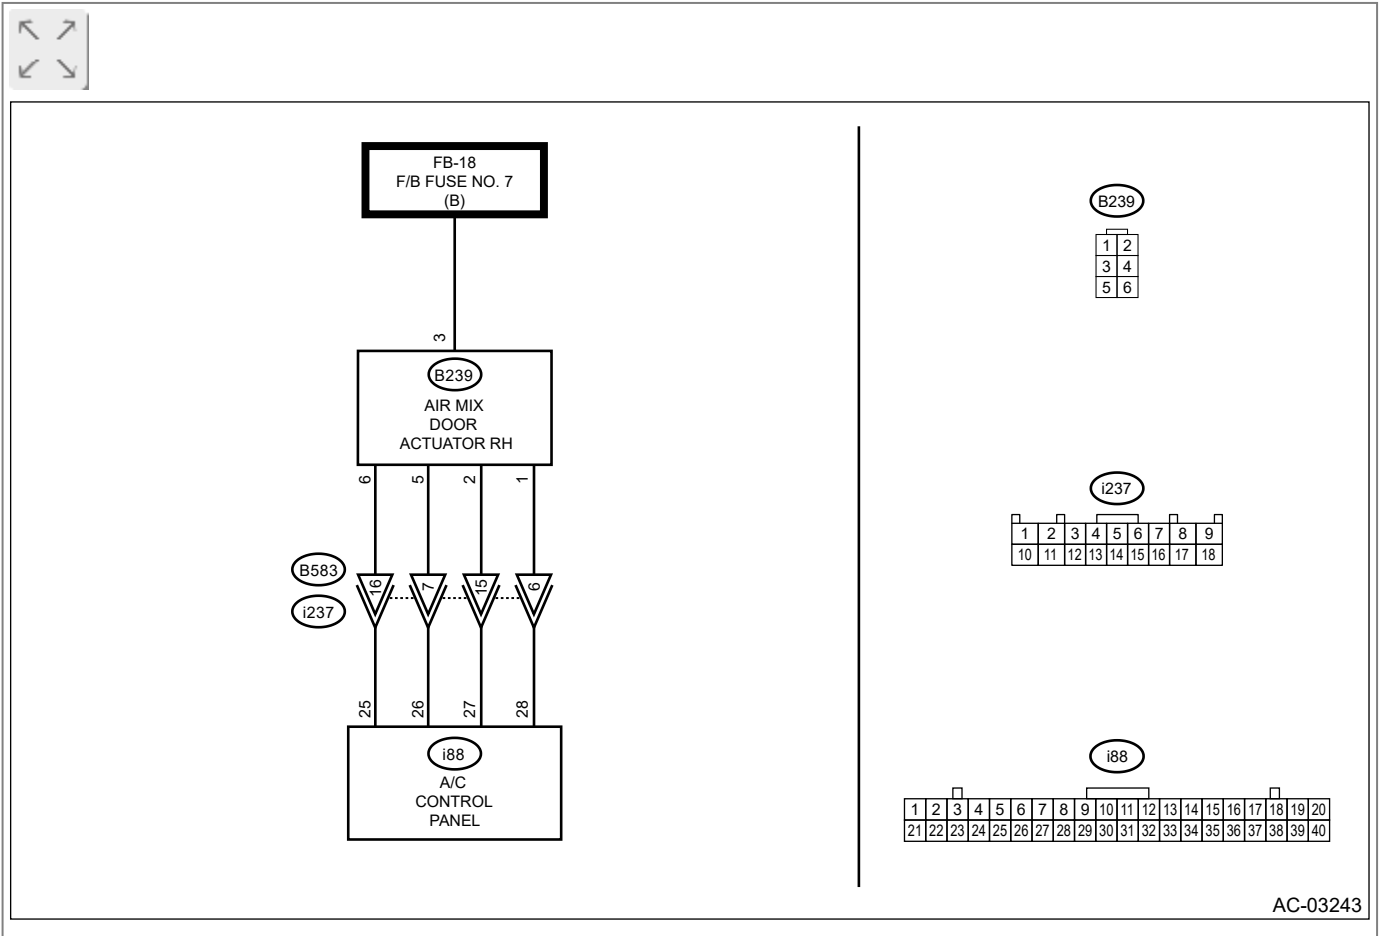 FB-18
F/B FUSE NO. 7
(B)
3
B239
AIR MIX
DOOR
ACTUATOR RH
6 5 2 1
B583
16 7 15 6
i237
25 26 27 28
i88
A/C
CONTROL
PANEL
B239
1 2
3 4
5 6
i237
1 2 3 4 5 6 7 8 9
10 11 12 13 14 15 16 17 18
i88
1 2 3 4 5 6 7 8 9 10 11 12 13 14 15 16 17 18 19 20
21 22 23 24 25 26 27 28 29 30 31 32 33 34 35 36 37 38 39 40
AC-03243